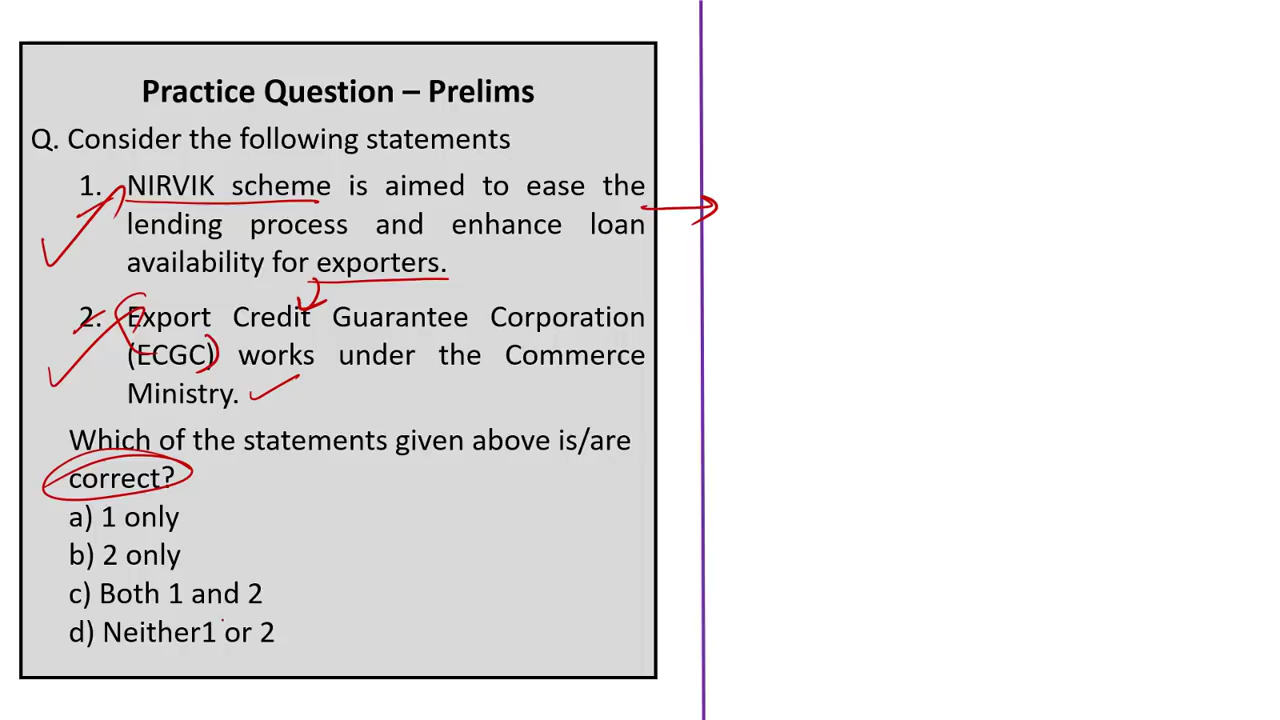 Practice Question – Prelims
Q. Consider the following statements
1. NIRVIK scheme is aimed to ease the
lending process and enhance loan
availability for exporters.
2. Export Credit Guarantee Corporation
(ECGC) works under the Commerce
Ministry.
Which of the statements given above is/are
correct?
a) 1 only
b) 2 only
c) Both 1 and 2
d) Neither1 or 2